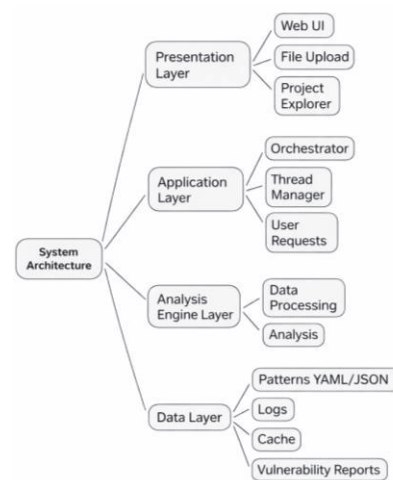 System
Architecture
Presentation
Layer
Web UI
File Upload
Project
Explorer
Application
Layer
Orchestrator
Thread
Manager
User
Requests
Analysis
Engine Layer
Data
Processing
Analysis
Data Layer
Patterns YAML/JSON
Logs
Cache
Vulnerability Reports